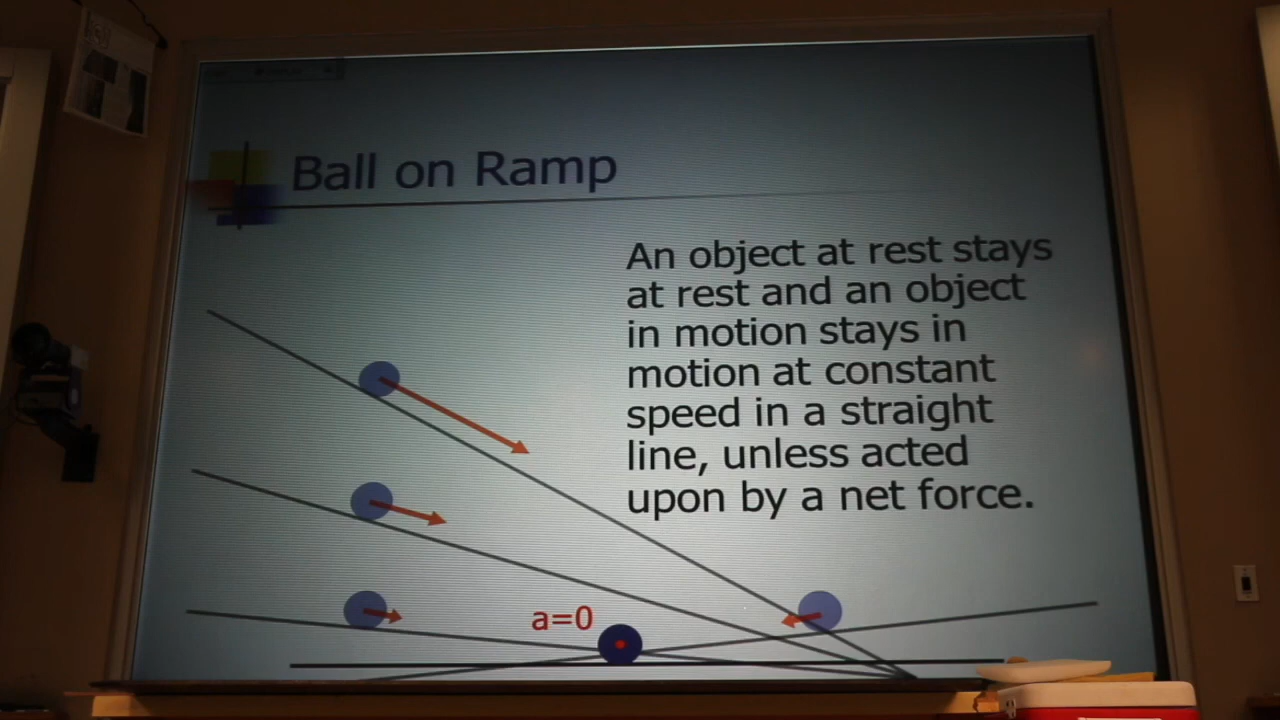 Ball on Ramp
An object at rest stays
at rest and an object
in motion stays in
motion at constant
speed in a straight
line, unless acted
upon by a net force.
a=0